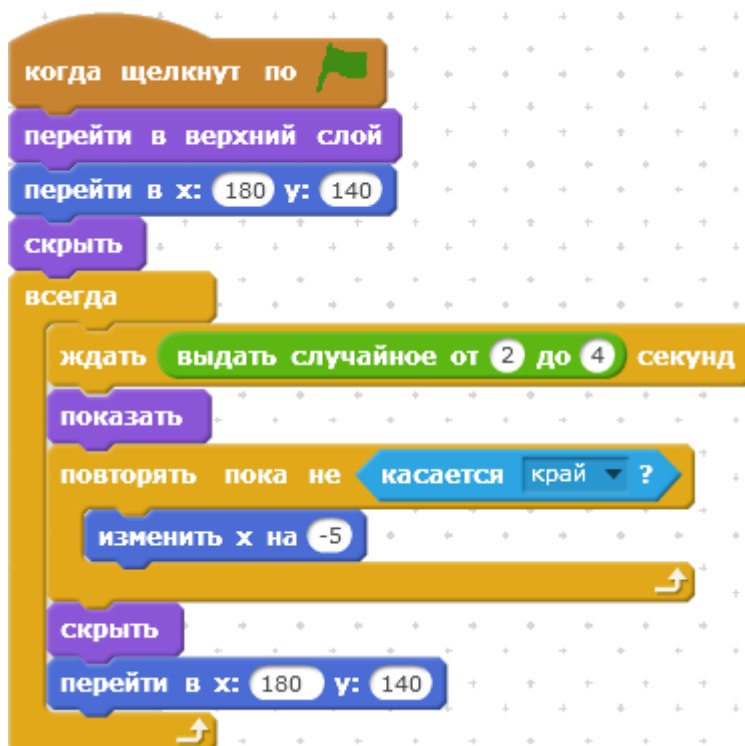 когда щелкнут по
перейти в верхний слой
перейти в x: 180 y: 140
скрыть
всегда
ждать выдать случайное от 2 до 4 секунд
показать
повторять пока не касается край ?
изменить x на -5
скрыть
перейти в x: 180 y: 140